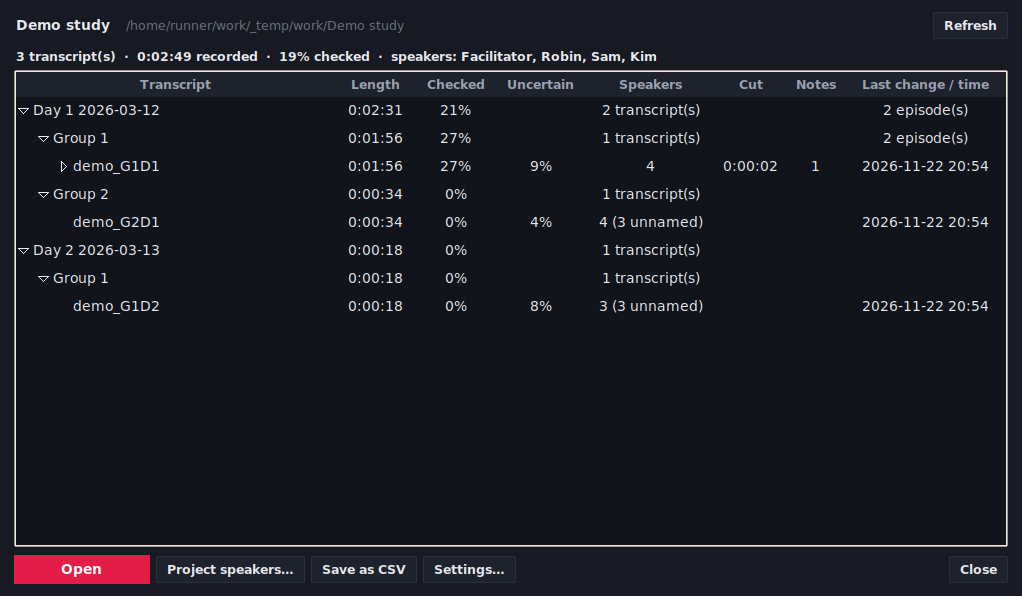 Demo study /home/runner/work/_temp/work/Demo study Refresh
3 transcript(s) · 0:02:49 recorded · 19% checked · speakers: Facilitator, Robin, Sam, Kim
Transcript Length Checked Uncertain Speakers Cut Notes Last change / time
Day 1 2026-03-12 0:02:31 21% 2 transcript(s) 2 episode(s)
Group 1 0:01:56 27% 1 transcript(s) 2 episode(s)
demo_G1D1 0:01:56 27% 9% 4 0:00:02 1 2026-11-22 20:54
Group 2 0:00:34 0% 1 transcript(s)
demo_G2D1 0:00:34 0% 4% 4 (3 unnamed) 2026-11-22 20:54
Day 2 2026-03-13 0:00:18 0% 1 transcript(s)
Group 1 0:00:18 0% 1 transcript(s)
demo_G1D2 0:00:18 0% 8% 3 (3 unnamed) 2026-11-22 20:54
Open Project speakers... Save as CSV Settings... Close